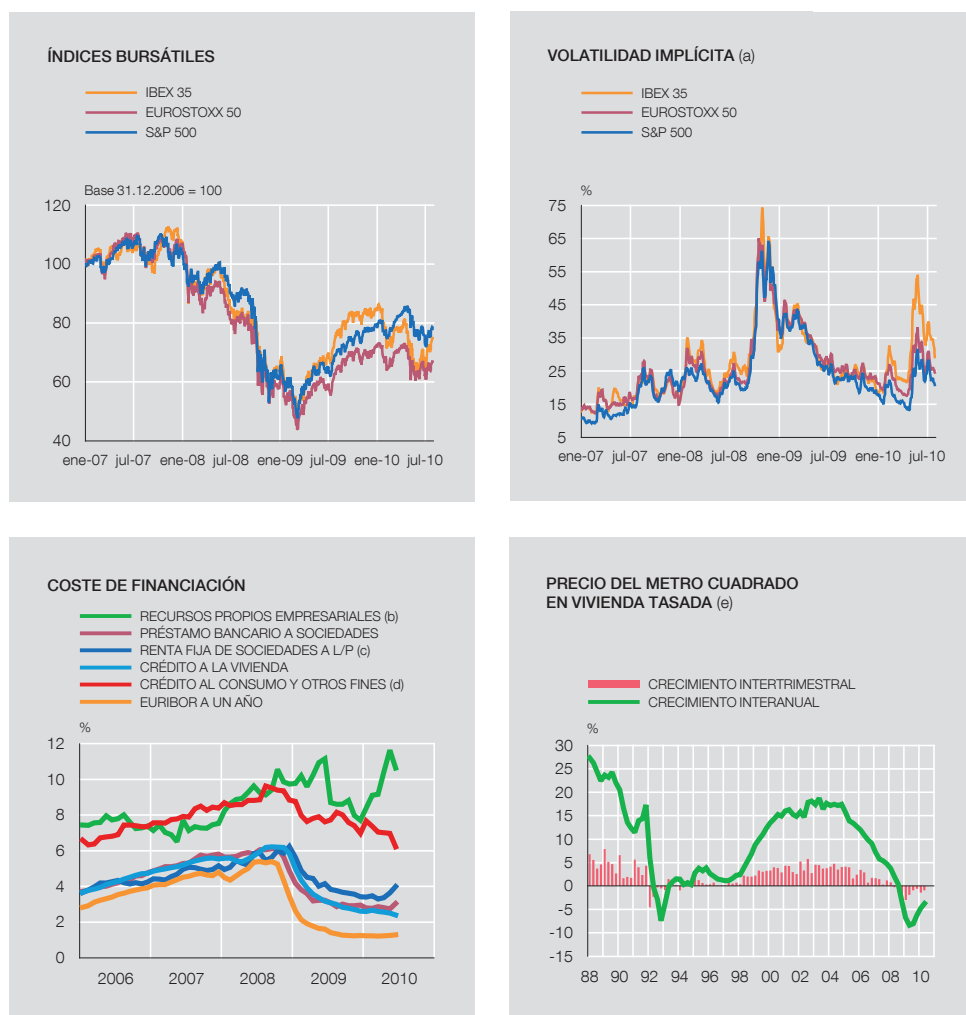 ÍNDICES BURSÁTILES
IBEX 35
EUROSTOXX 50
S&P 500
Base 31.12.2006 = 100
120
100
80
60
40
ene-07 jul-07 ene-08 jul-08 ene-09 jul-09 ene-10 jul-10
VOLATILIDAD IMPLÍCITA (a)
IBEX 35
EUROSTOXX 50
S&P 500
%
75
65
55
45
35
25
15
5
ene-07 jul-07 ene-08 jul-08 ene-09 jul-09 ene-10 jul-10
COSTE DE FINANCIACIÓN
RECURSOS PROPIOS EMPRESARIALES (b)
PRÉSTAMO BANCARIO A SOCIEDADES
RENTA FIJA DE SOCIEDADES A L/P (c)
CRÉDITO A LA VIVIENDA
CRÉDITO AL CONSUMO Y OTROS FINES (d)
EURIBOR A UN AÑO
%
12
10
8
6
4
2
0
2006 2007 2008 2009 2010
PRECIO DEL METRO CUADRADO
EN VIVIENDA TASADA (e)
CRECIMIENTO INTERTRIMESTRAL
CRECIMIENTO INTERANUAL
%
30
25
20
15
10
5
0
-5
-10
-15
88 90 92 94 96 98 00 02 04 06 08 10